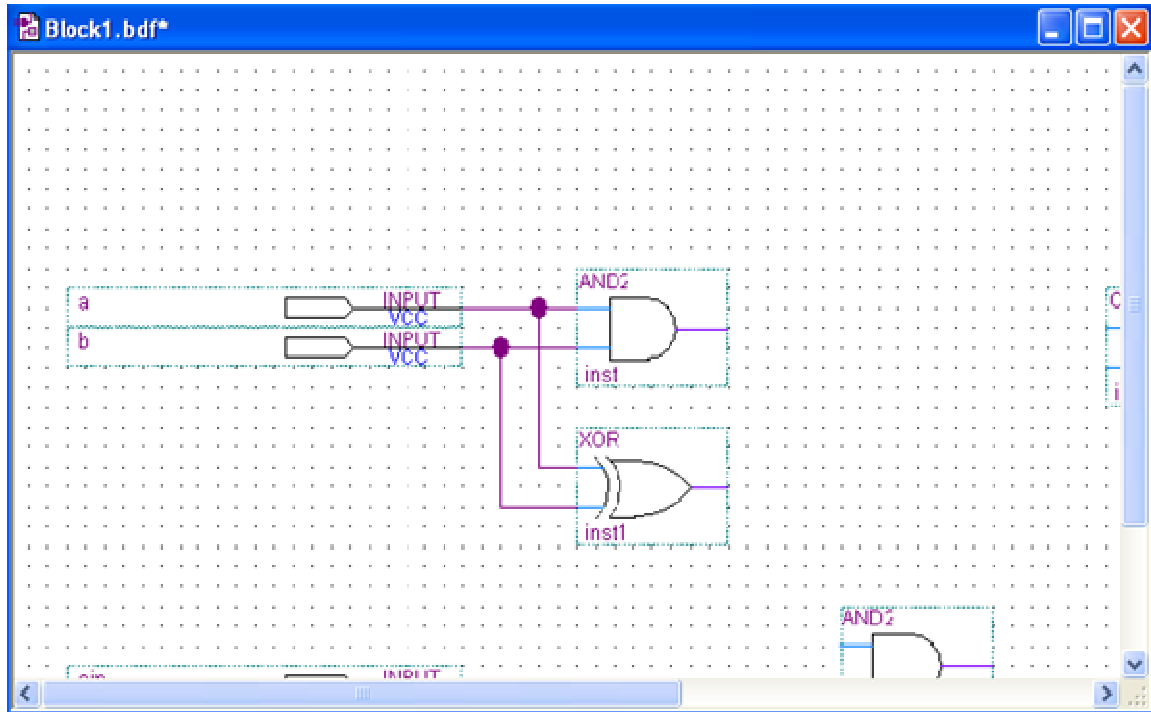 Block1.bdf*
AND2
a INPUT
VCC
b INPUT
VCC
inst
XOR
inst1
AND2
INPUT